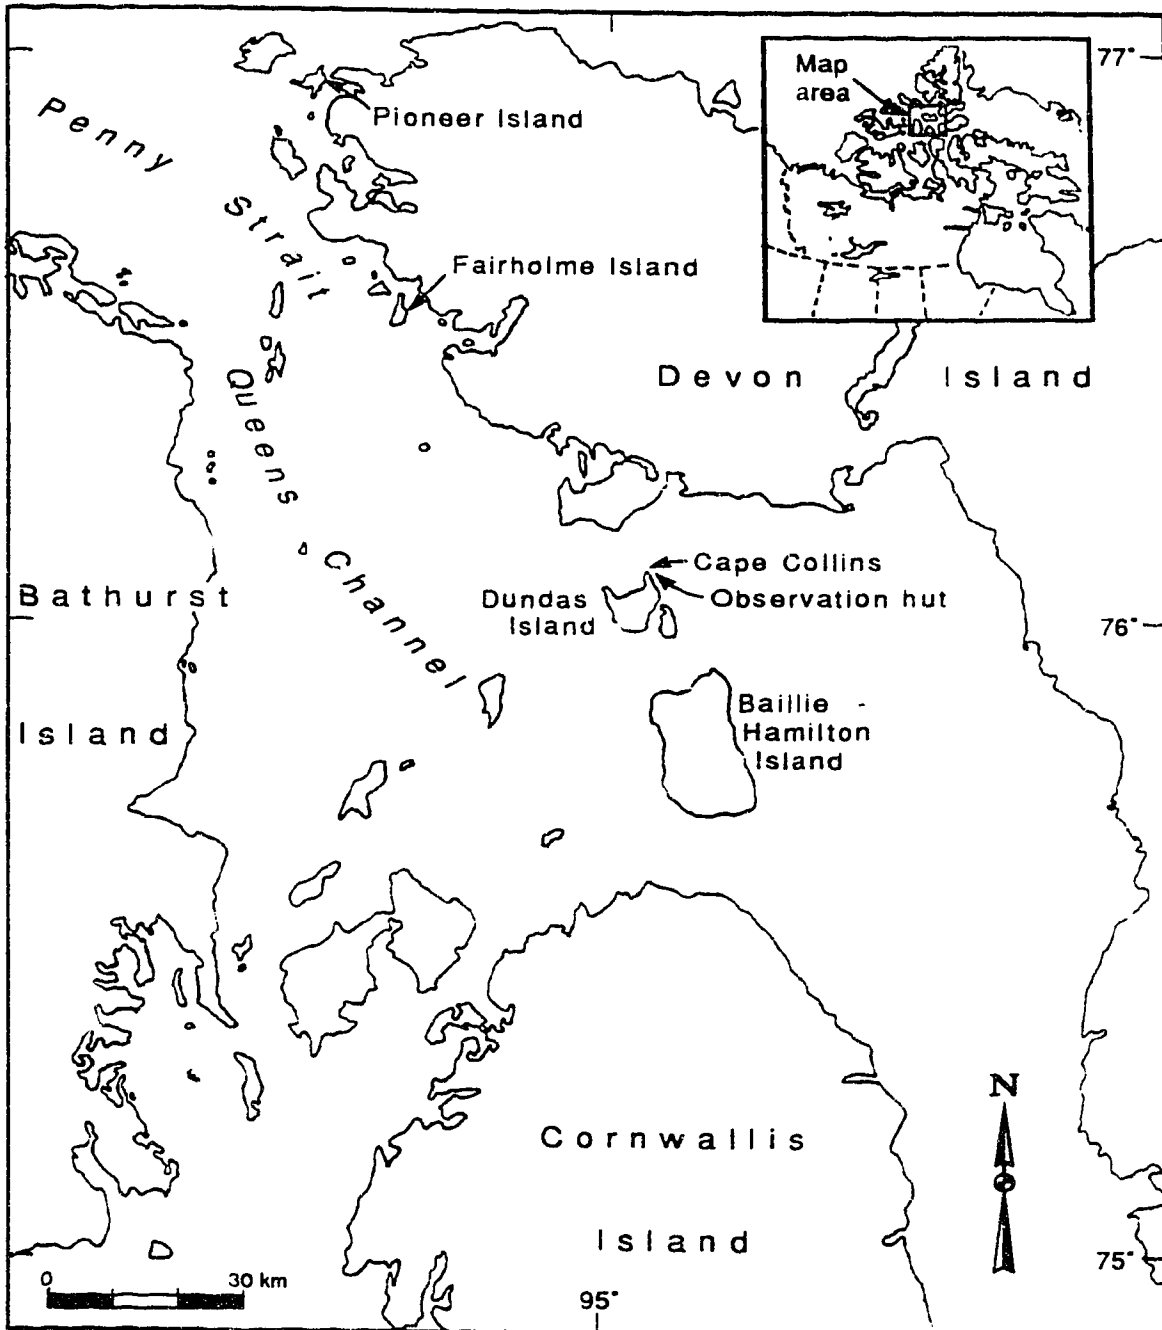 Map
area
77°
Pioneer Island
Penny Strait
Fairholme Island
Devon Island
Queens Channel
Cape Collins
Observation hut
Dundas
Island
Bathurst
Island
76°
Baillie -
Hamilton
Island
N
Cornwallis
Island
75°
0 30 km
95°